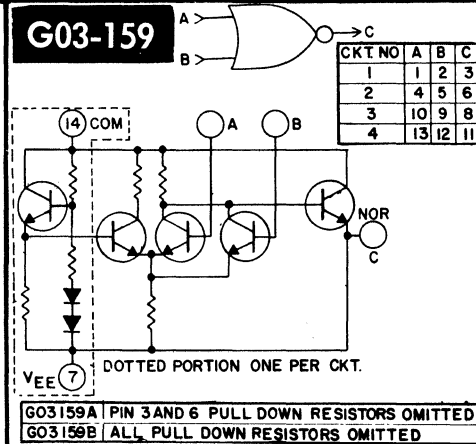 G03-159
A
B
C
CKT. NO A B C
1 1 2 3
2 4 5 6
3 10 9 8
4 13 12 11
14 COM
A
B
NOR
C
VEE 7
DOTTED PORTION ONE PER CKT.
G03159A PIN 3 AND 6 PULL DOWN RESISTORS OMITTED
G03159B ALL PULL DOWN RESISTORS OMITTED